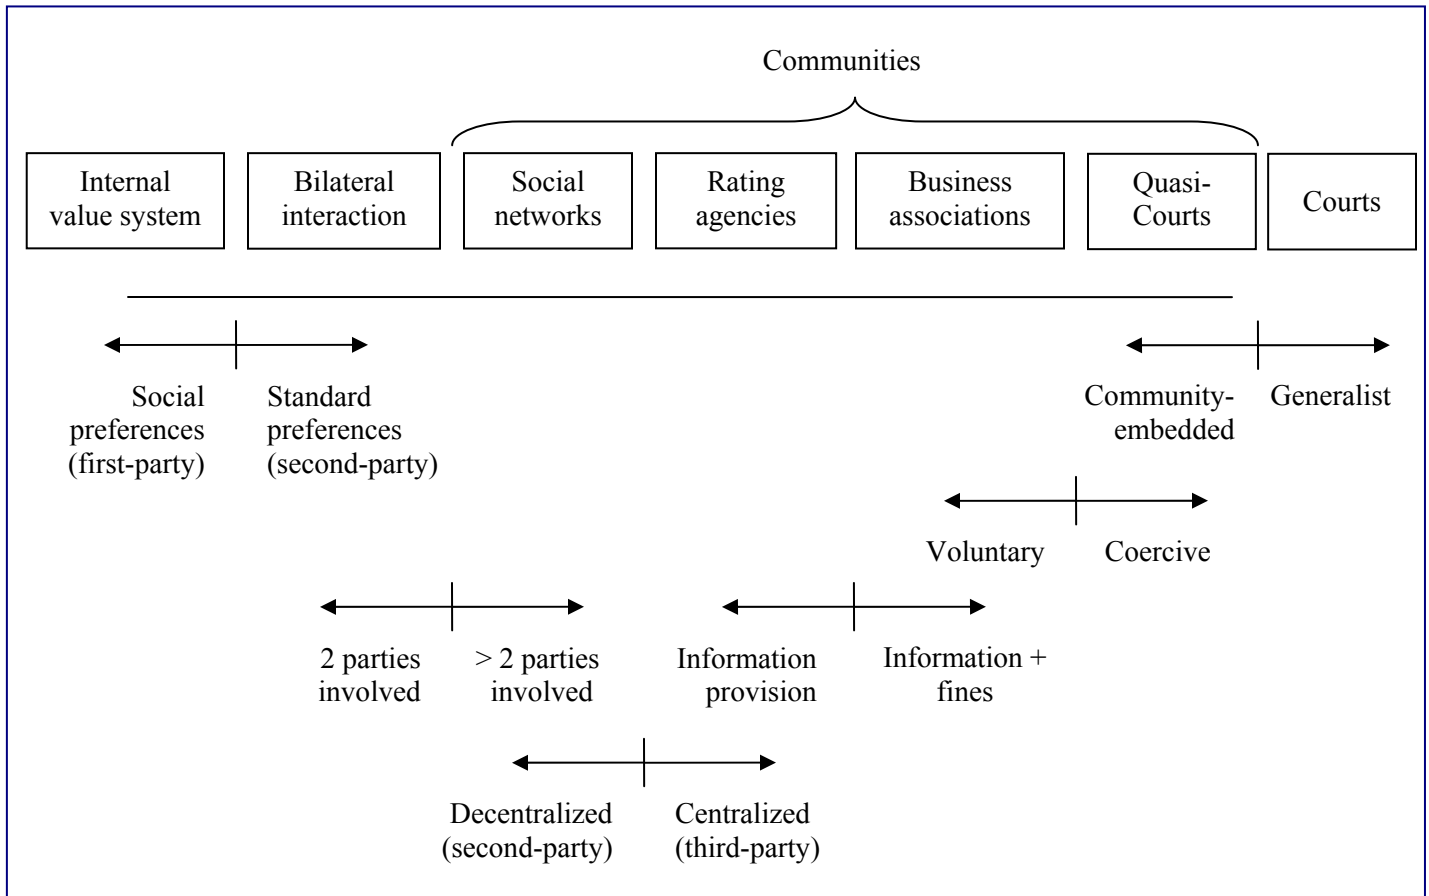 Communities
Internal
value system
Bilateral
interaction
Social
networks
Rating
agencies
Business
associations
Quasi-
Courts
Courts
Social
preferences
(first-party)
Standard
preferences
(second-party)
Community-
embedded
Generalist
Voluntary
Coercive
2 parties
involved
> 2 parties
involved
Information
provision
Information +
fines
Decentralized
(second-party)
Centralized
(third-party)